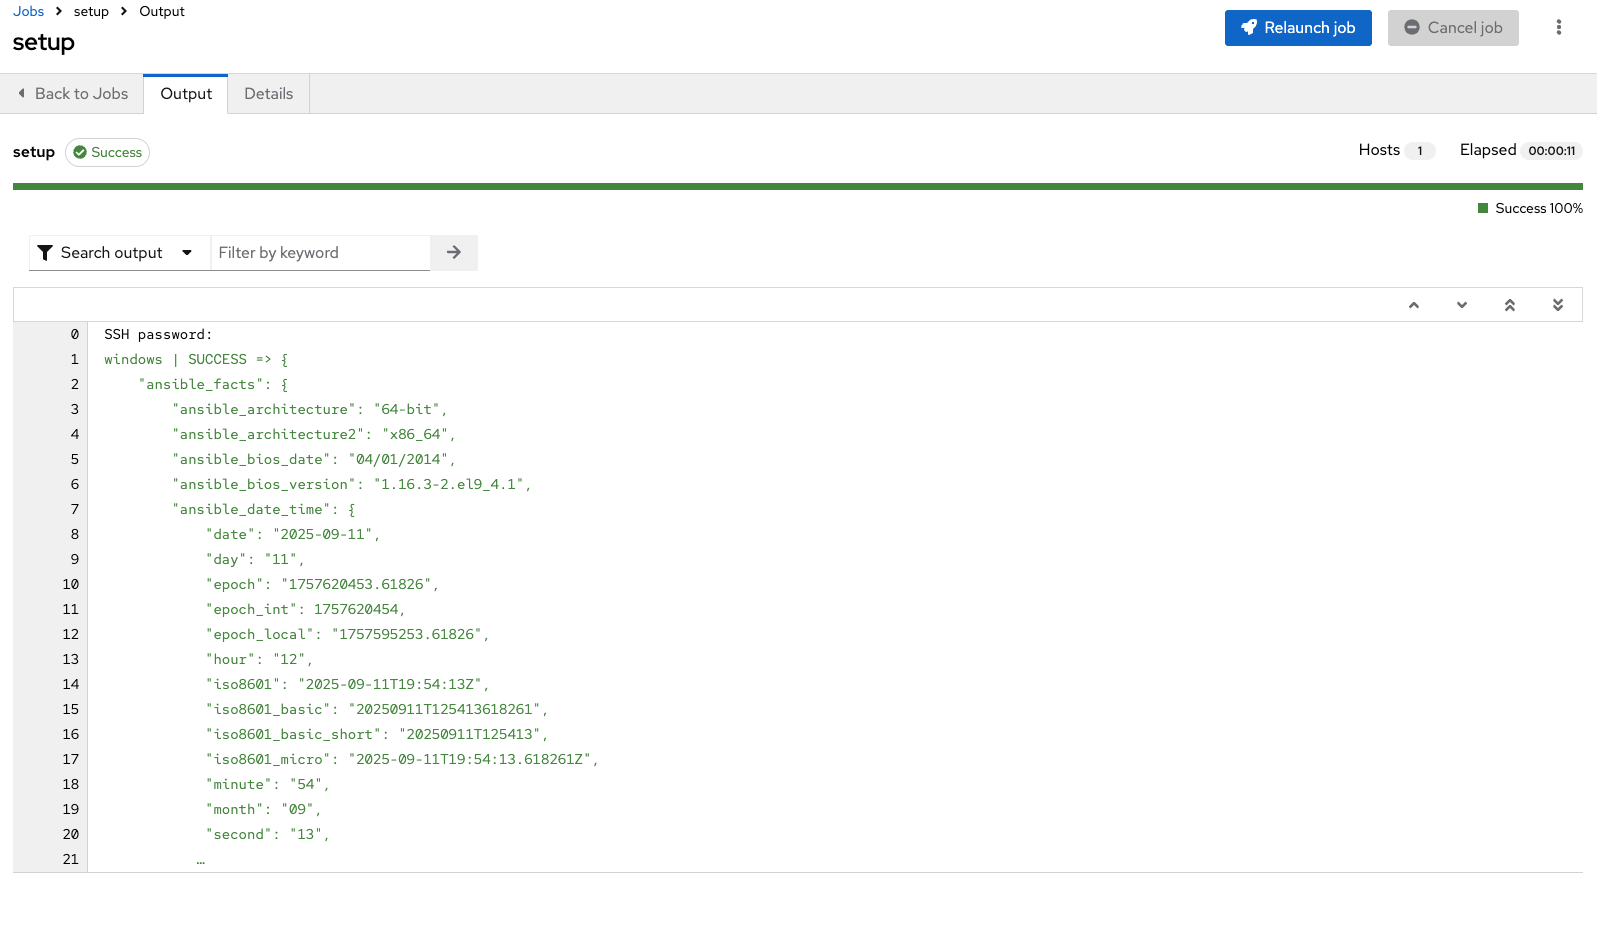 Jobs > setup > Output
setup
Relaunch job
Cancel job
Back to Jobs
Output
Details
setup
Success
Hosts 1
Elapsed 00:00:11
Success 100%
Search output
Filter by keyword
0 SSH password:
1 windows | SUCCESS => {
2     "ansible_facts": {
3         "ansible_architecture": "64-bit",
4         "ansible_architecture2": "x86_64",
5         "ansible_bios_date": "04/01/2014",
6         "ansible_bios_version": "1.16.3-2.el9_4.1",
7         "ansible_date_time": {
8             "date": "2025-09-11",
9             "day": "11",
10             "epoch": "1757620453.61826",
11             "epoch_int": 1757620454,
12             "epoch_local": "1757595253.61826",
13             "hour": "12",
14             "iso8601": "2025-09-11T19:54:13Z",
15             "iso8601_basic": "20250911T125413618261",
16             "iso8601_basic_short": "20250911T125413",
17             "iso8601_micro": "2025-09-11T19:54:13.618261Z",
18             "minute": "54",
19             "month": "09",
20             "second": "13",
21            …